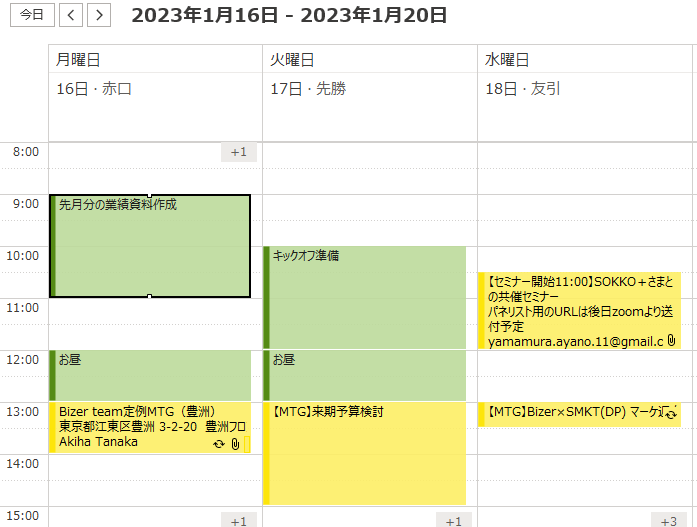 今日
2023年1月16日 - 2023年1月20日
月曜日
火曜日
水曜日
16日・赤口
17日・先勝
18日・友引
8:00
+1
9:00
先月分の業績資料作成
10:00
キックオフ準備
【セミナー開始11:00】SOKKO+さまと
の共催セミナー
パネリスト用のURLは後日zoomより送
付予定
yamamura.ayano.11@gmail.c
11:00
12:00
お昼
お昼
13:00
Bizer team定例MTG（豊洲）
東京都江東区豊洲 3-2-20 豊洲フロ
Akiha Tanaka
【MTG】来期予算検討
【MTG】Bizer×SMKT(DP) マーケ
14:00
15:00
+1
+1
+3